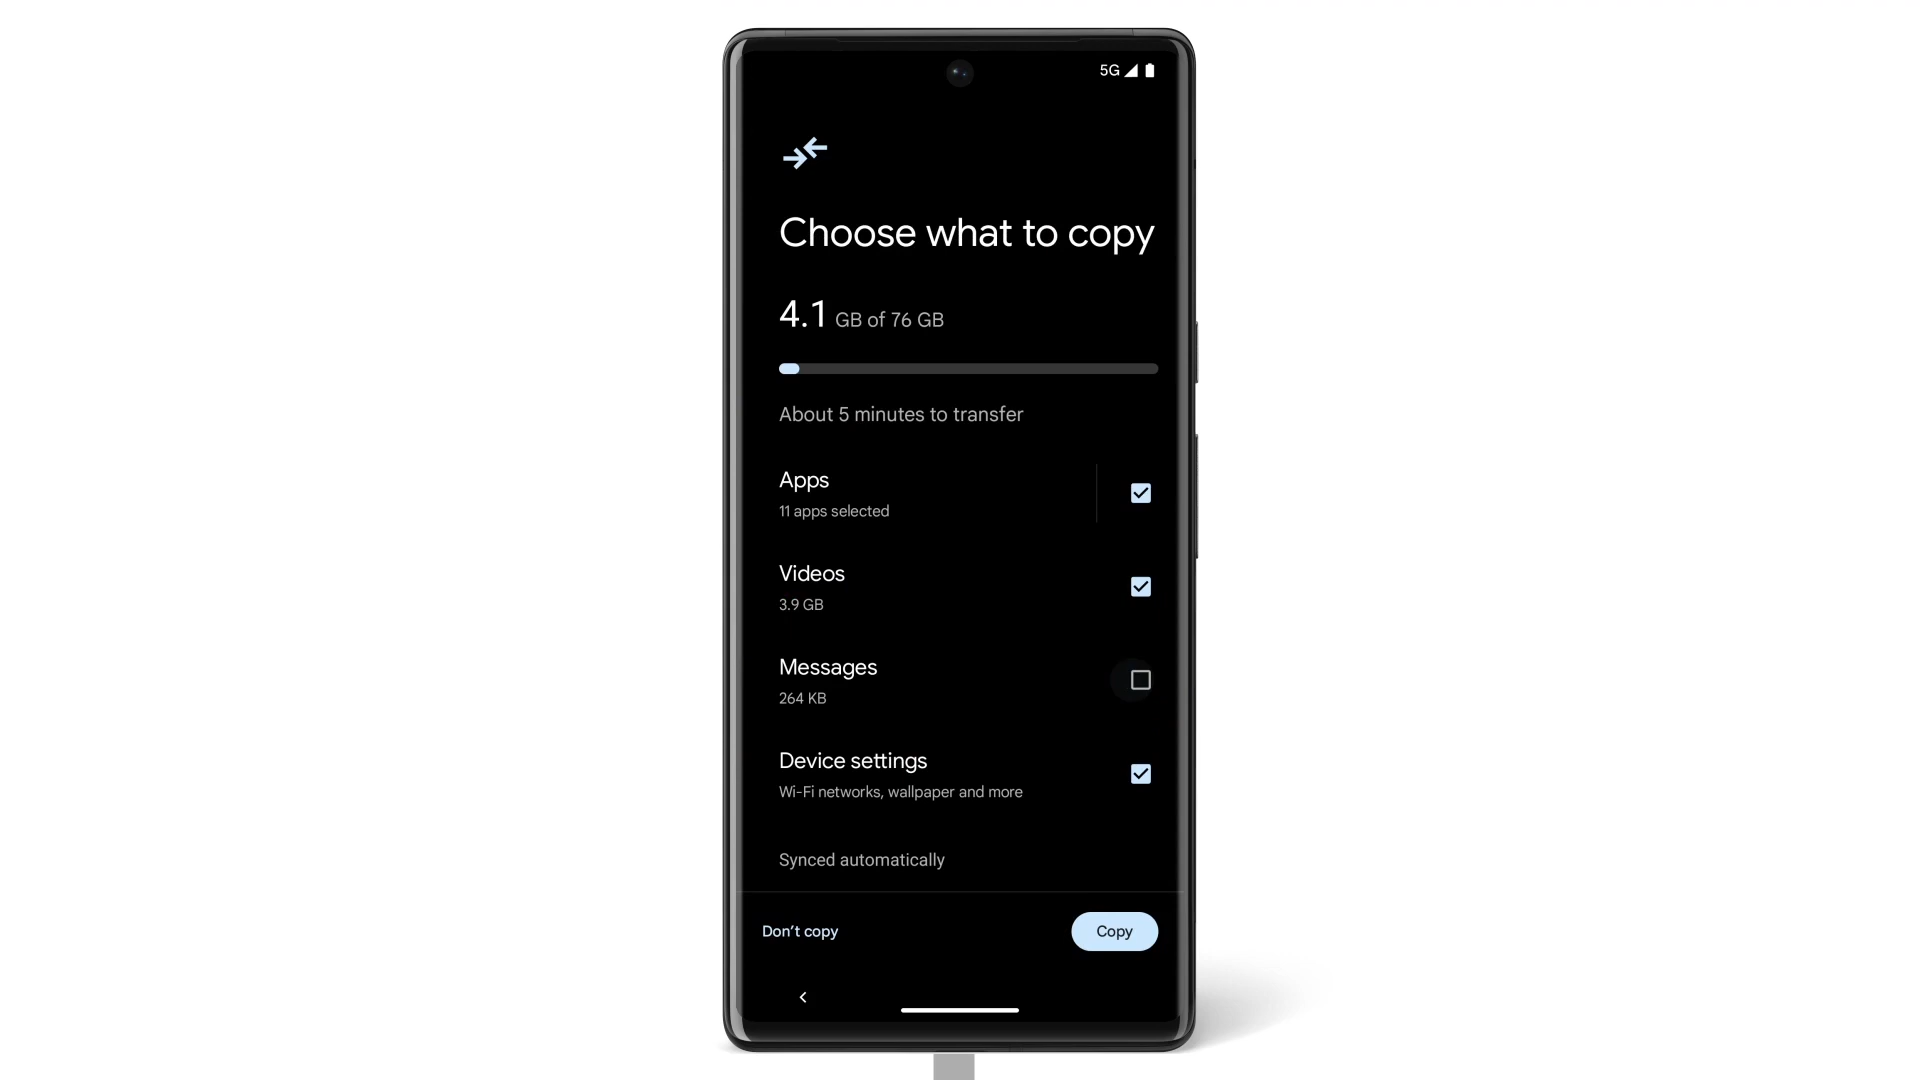 5G
Choose what to copy
4.1 GB of 76 GB
About 5 minutes to transfer
Apps
11 apps selected
Videos
3.9 GB
Messages
264 KB
Device settings
Wi-Fi networks, wallpaper and more
Synced automatically
Don’t copy
Copy